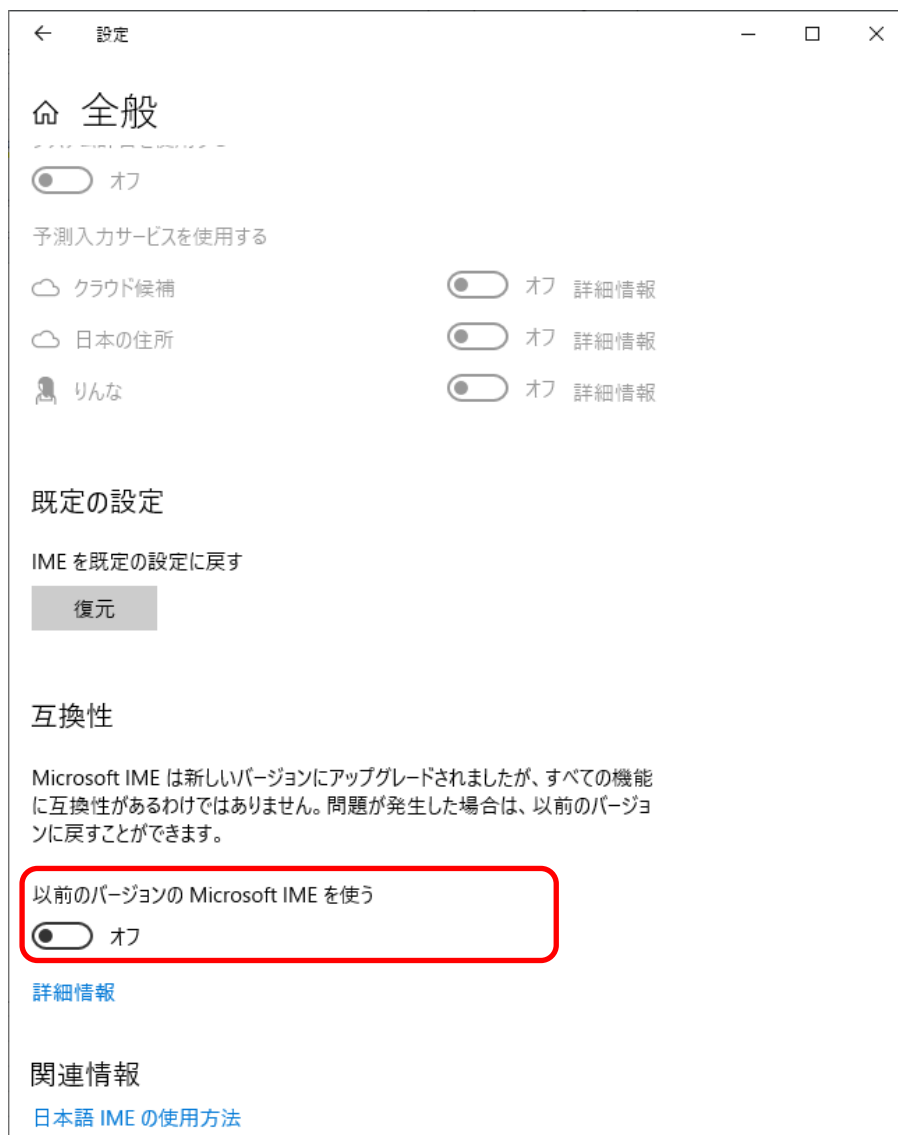 設定
全般
オフ
予測入力サービスを使用する
クラウド候補 オフ 詳細情報
日本の住所 オフ 詳細情報
りんな オフ 詳細情報
既定の設定
IME を既定の設定に戻す
復元
互換性
Microsoft IME は新しいバージョンにアップグレードされましたが、すべての機能
に互換性があるわけではありません。問題が発生した場合は、以前のバージョ
ンに戻すことができます。
以前のバージョンの Microsoft IME を使う
オフ
詳細情報
関連情報
日本語 IME の使用方法